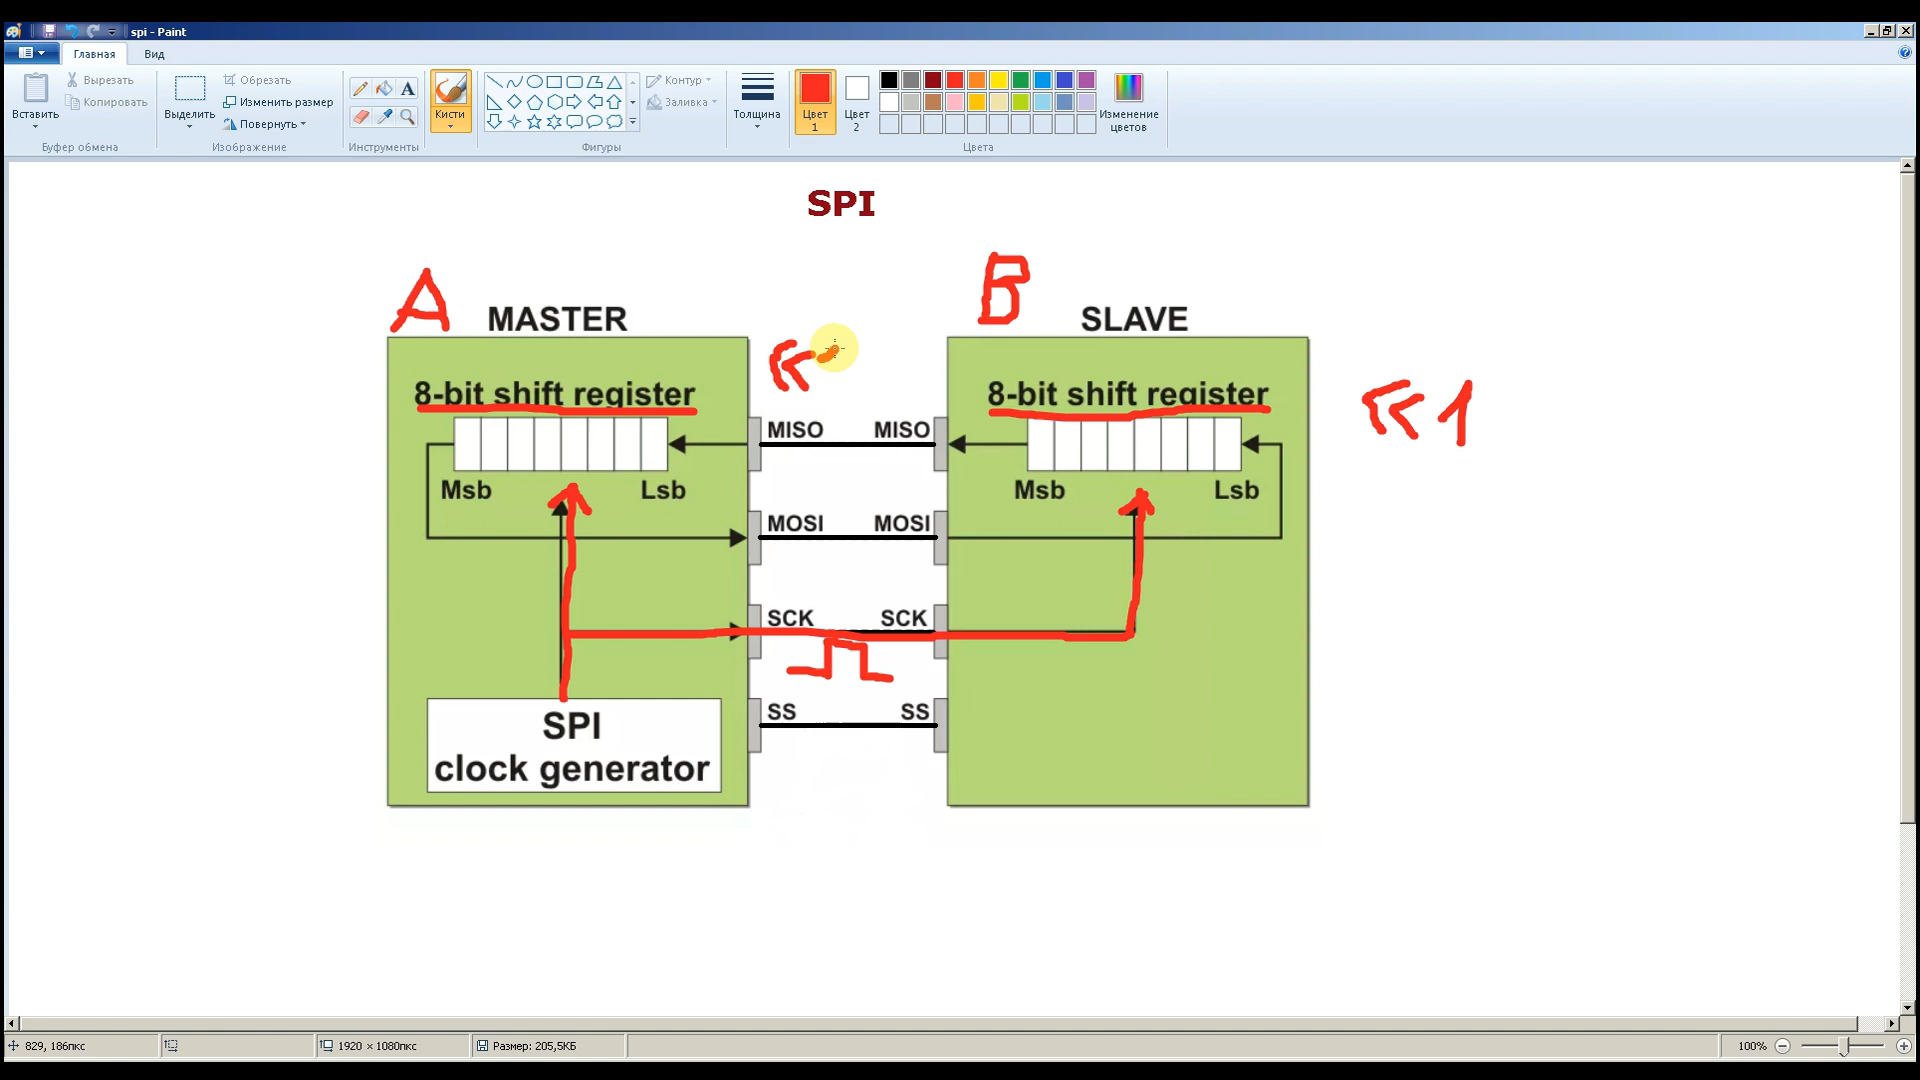 spi - Paint
Главная Вид
Вставить
Вырезать
Копировать
Буфер обмена
Выделить
Обрезать
Изменить размер
Повернуть
Изображение
A
Инструменты
Кисти
Контур
Заливка
Фигуры
Толщина
Цвет
1
Цвет
2
Изменение
цветов
Цвета
SPI
A MASTER
B SLAVE
8-bit shift register
8-bit shift register
<<
<<1
MISO MISO
Msb Lsb
Msb Lsb
MOSI MOSI
SCK SCK
SS SS
SPI
clock generator
829, 186пкс
1920 × 1080пкс
Размер: 205,5КБ
100%